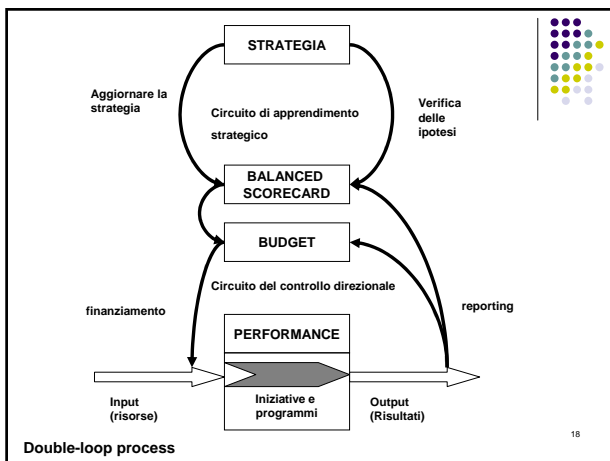 STRATEGIA
Aggiornare la
strategia
Circuito di apprendimento
strategico
Verifica
delle
ipotesi
BALANCED
SCORECARD
BUDGET
Circuito del controllo direzionale
finanziamento
reporting
PERFORMANCE
Input
(risorse)
Iniziative e
programmi
Output
(Risultati)
Double-loop process
18